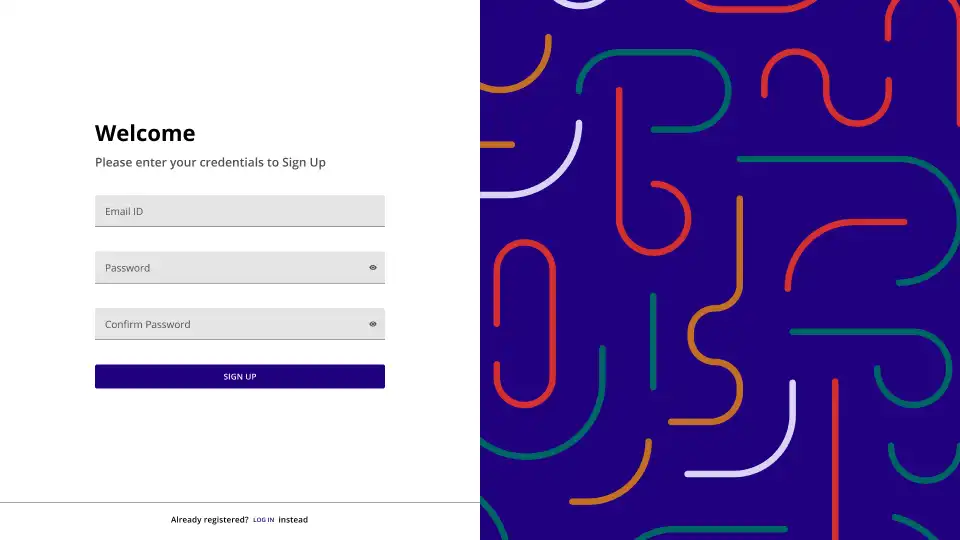 Welcome
Please enter your credentials to Sign Up
Email ID
Password
Confirm Password
SIGN UP
Already registered? LOG IN instead